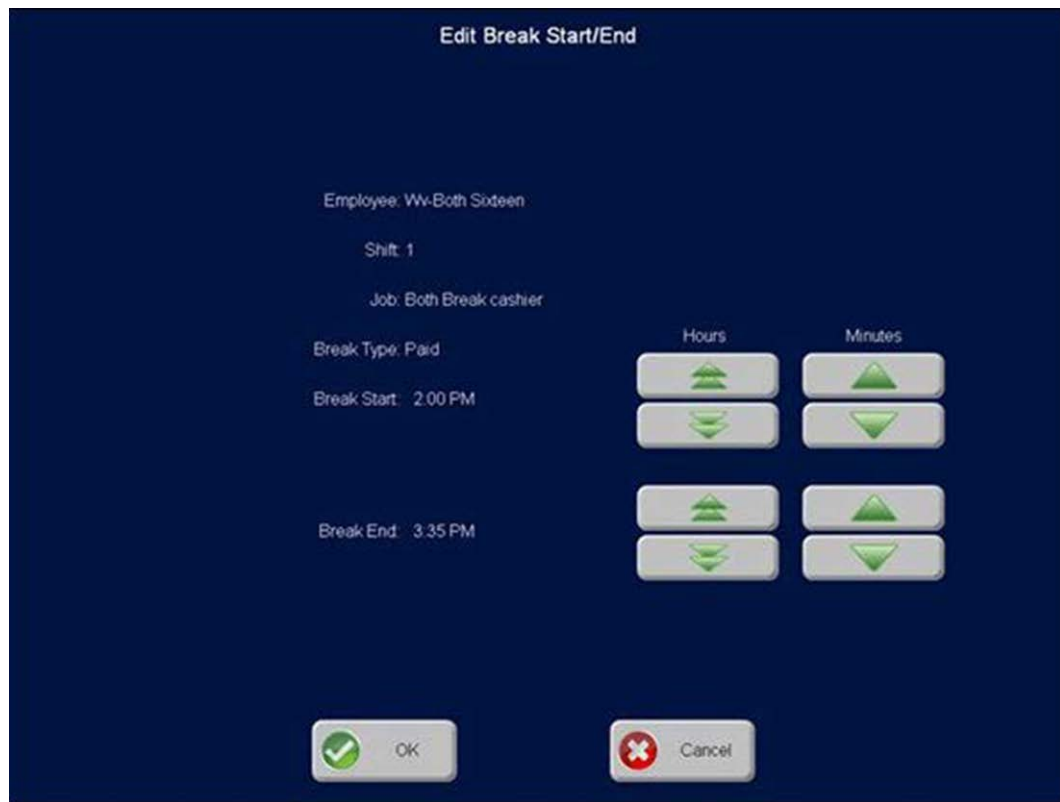 Edit Break Start/End
Employee: Wv-Both Sixteen
Shift: 1
Job: Both Break cashier
Hours Minutes
Break Type: Paid
Break Start: 2:00 PM
Break End: 3:35 PM
OK Cancel